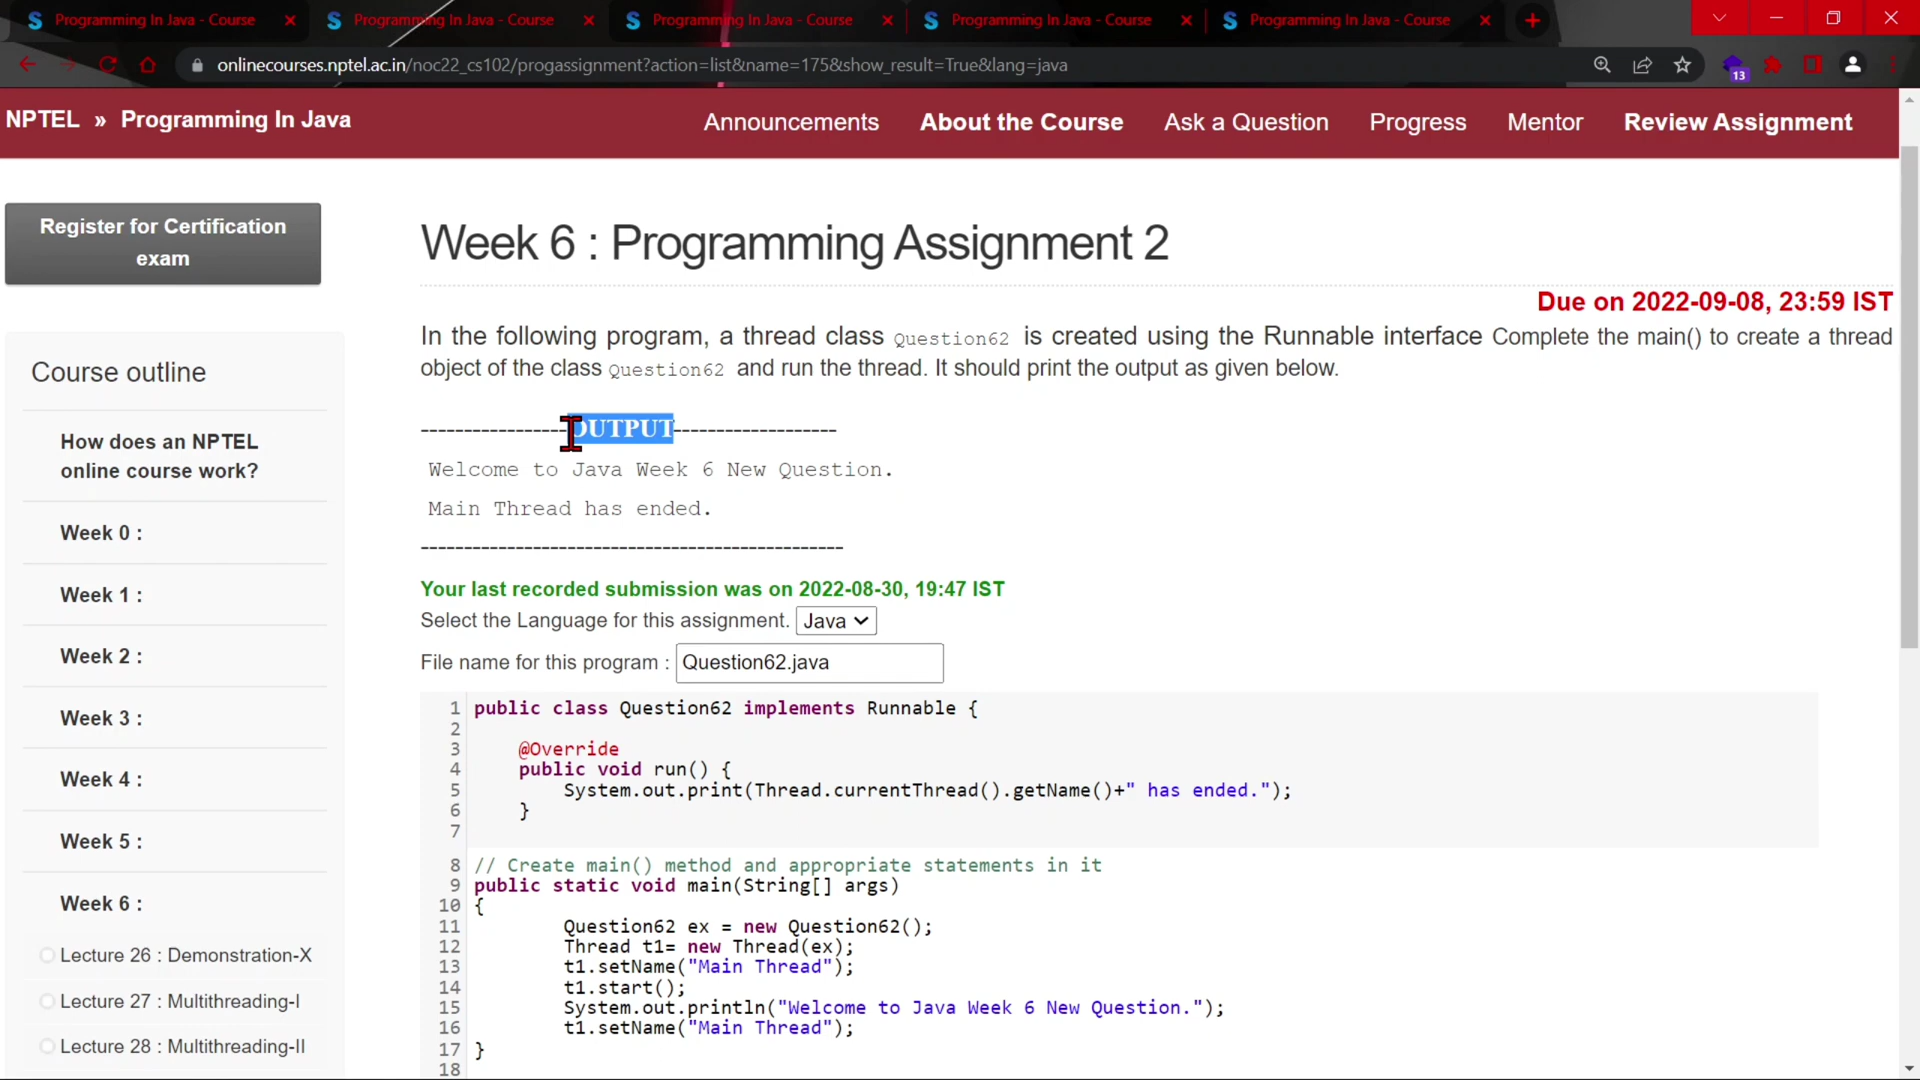 Programming In Java - Course
Programming In Java - Course
Programming In Java - Course
Programming In Java - Course
Programming In Java - Course
onlinecourses.nptel.ac.in/noc22_cs102/progassignment?action=list&name=175&show_result=True&lang=java
13
NPTEL » Programming In Java
Announcements
About the Course
Ask a Question
Progress
Mentor
Review Assignment
Register for Certification
exam
Course outline
How does an NPTEL
online course work?
Week 0 :
Week 1 :
Week 2 :
Week 3 :
Week 4 :
Week 5 :
Week 6 :
Lecture 26 : Demonstration-X
Lecture 27 : Multithreading-I
Lecture 28 : Multithreading-II
Week 6 : Programming Assignment 2
Due on 2022-09-08, 23:59 IST
In the following program, a thread class Question62 is created using the Runnable interface Complete the main() to create a thread
object of the class Question62 and run the thread. It should print the output as given below.
-----------------OUTPUT-------------------
Welcome to Java Week 6 New Question.
Main Thread has ended.
-------------------------------------------------
Your last recorded submission was on 2022-08-30, 19:47 IST
Select the Language for this assignment. Java
File name for this program : Question62.java
1 public class Question62 implements Runnable {
2
3 @Override
4 public void run() {
5 System.out.print(Thread.currentThread().getName()+" has ended.");
6 }
7
8 // Create main() method and appropriate statements in it
9 public static void main(String[] args)
10 {
11 Question62 ex = new Question62();
12 Thread t1= new Thread(ex);
13 t1.setName("Main Thread");
14 t1.start();
15 System.out.println("Welcome to Java Week 6 New Question.");
16 t1.setName("Main Thread");
17 }
18